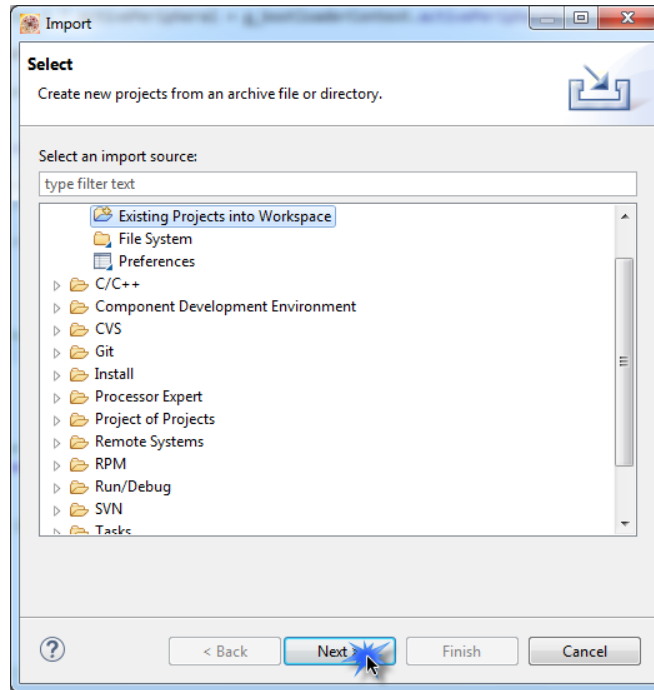 Import
Select
Create new projects from an archive file or directory.
Select an import source:
type filter text
Existing Projects into Workspace
File System
Preferences
C/C++
Component Development Environment
CVS
Git
Install
Processor Expert
Project of Projects
Remote Systems
RPM
Run/Debug
SVN
Tasks
< Back Next Finish Cancel